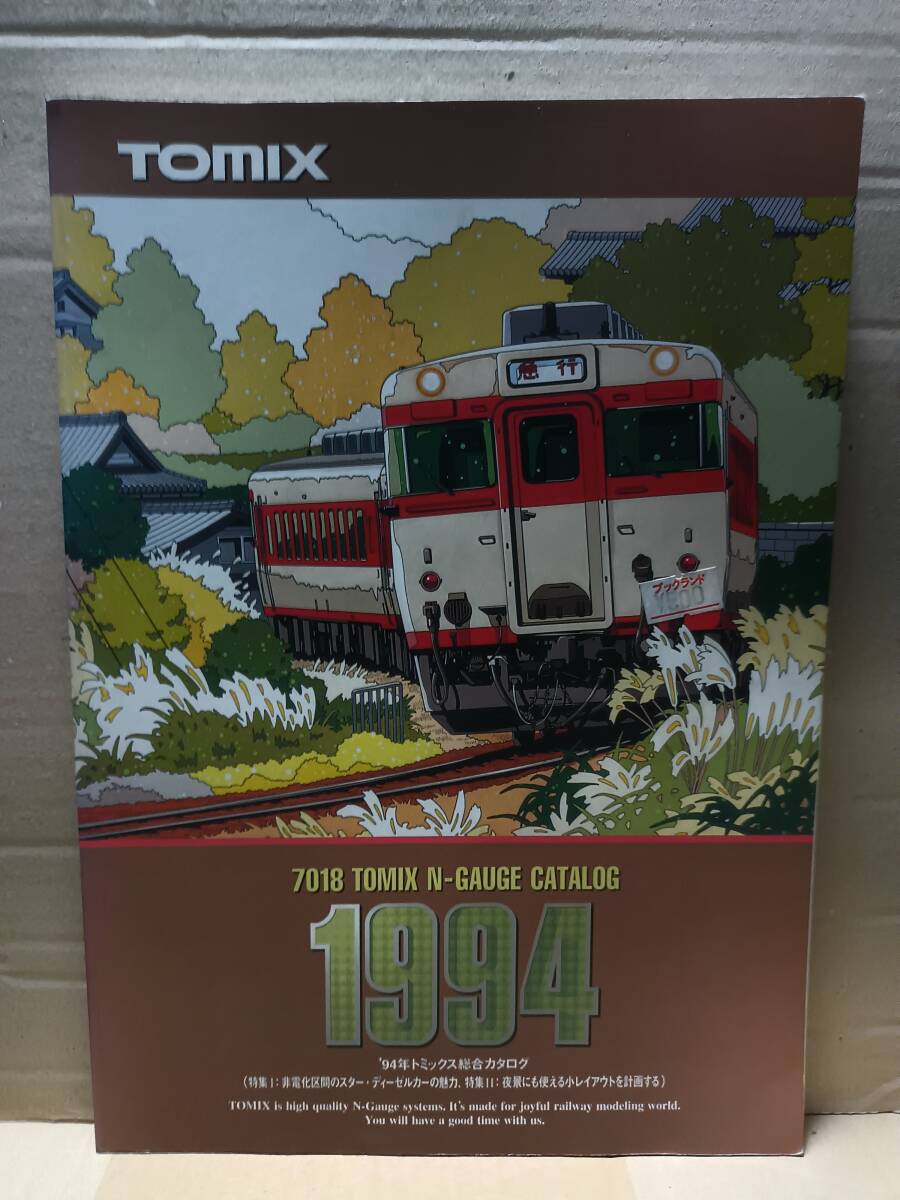 TOMIX
急行
ブックランド
¥800
7018 TOMIX N-GAUGE CATALOG
1994
'94年トミックス総合カタログ
(特集I:非電化区間のスター・ディーゼルカーの魅力、特集II:夜景にも使える小レイアウトを計画する)
TOMIX is high quality N-Gauge systems. It's made for joyful railway modeling world.
You will have a good time with us.